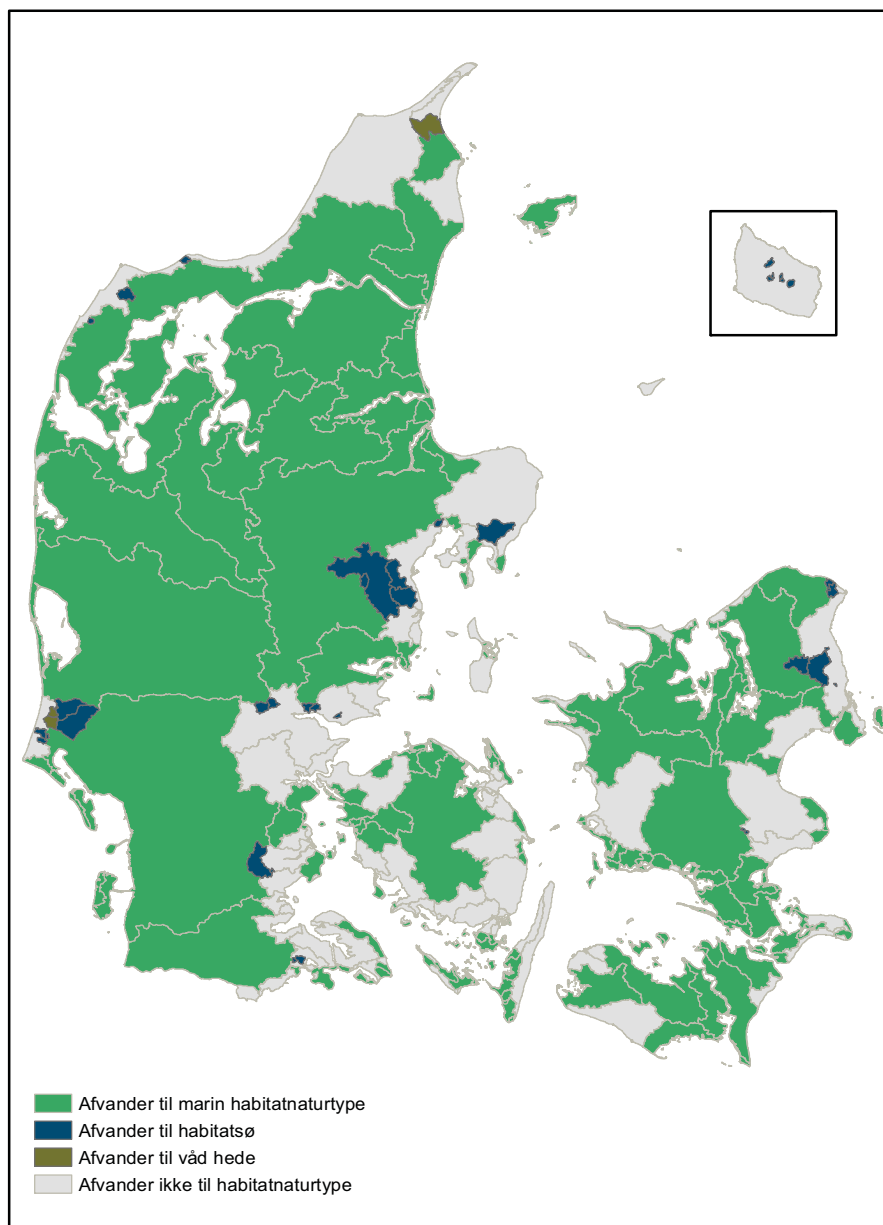 Afvander til marin habitatnaturtype
Afvander til habitatsø
Afvander til våd hede
Afvander ikke til habitatnaturtype